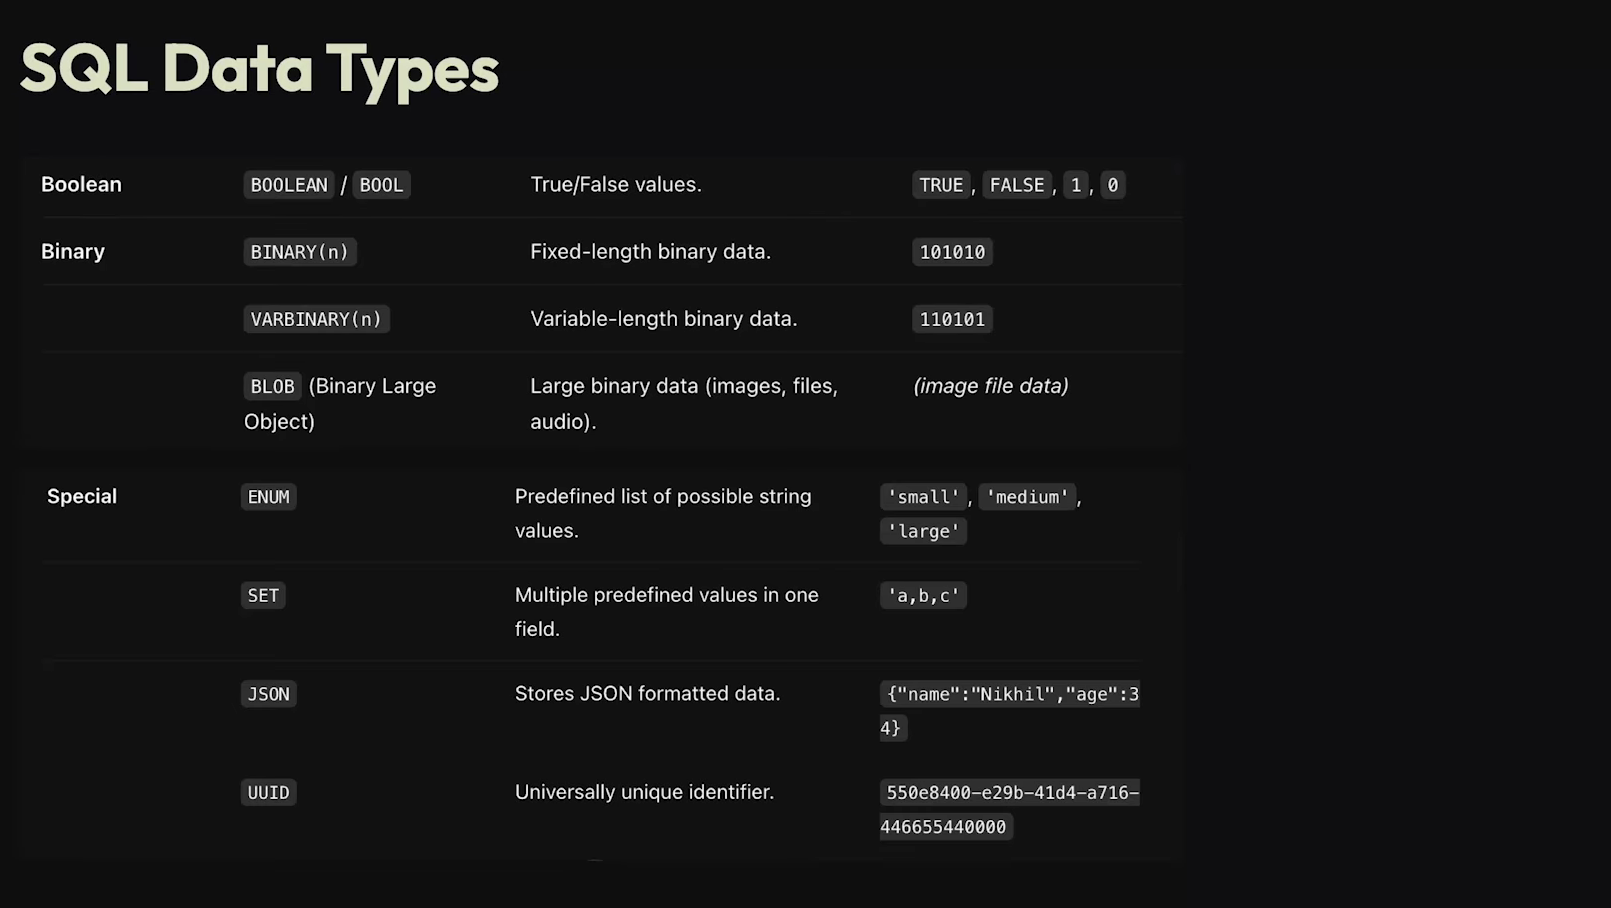 SQL Data Types
Boolean BOOLEAN / BOOL True/False values. TRUE, FALSE, 1, 0
Binary BINARY(n) Fixed-length binary data. 101010
VARBINARY(n) Variable-length binary data. 110101
BLOB (Binary Large Large binary data (images, files, (image file data)
Object) audio).
Special ENUM Predefined list of possible string 'small', 'medium',
values. 'large'
SET Multiple predefined values in one 'a,b,c'
field.
JSON Stores JSON formatted data. {"name":"Nikhil","age":3
4}
UUID Universally unique identifier. 550e8400-e29b-41d4-a716-
446655440000